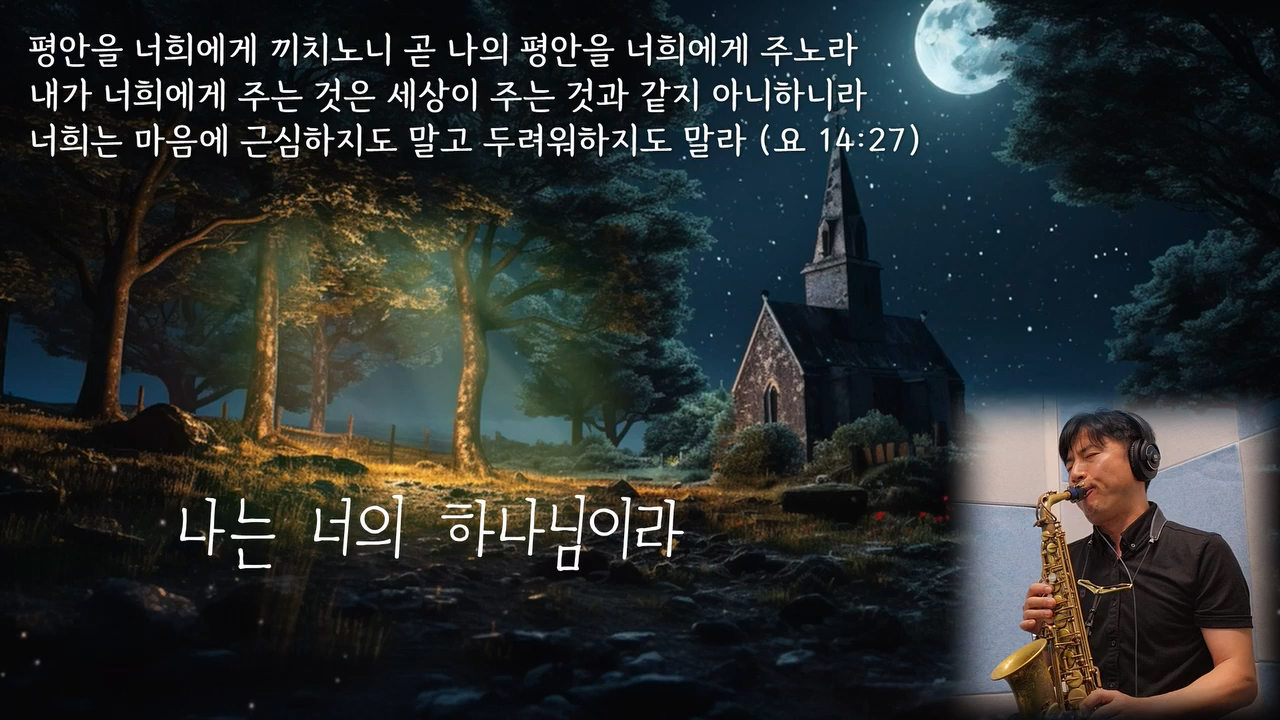 평안을 너희에게 끼치노니 곧 나의 평안을 너희에게 주노라
내가 너희에게 주는 것은 세상이 주는 것과 같지 아니하니라
너희는 마음에 근심하지도 말고 두려워하지도 말라 (요 14:27)
나는 너의 하나님이라